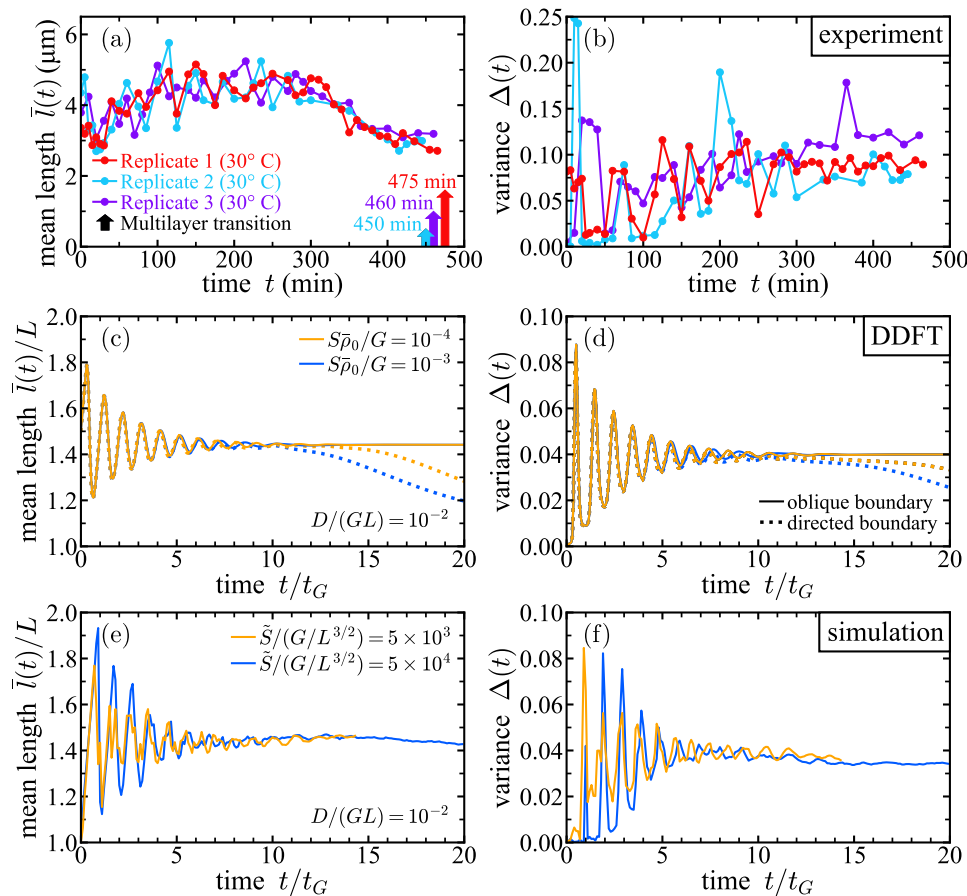 (a)
mean length l̄(t) (μm)
6
4
2
0
Replicate 1 (30° C)
Replicate 2 (30° C)
Replicate 3 (30° C)
Multilayer transition
475 min
460 min
450 min
0 100 200 300 400 500
time t (min)
(b)
experiment
variance Δ(t)
0.25
0.20
0.15
0.10
0.05
0.00
0 100 200 300 400 500
time t (min)
(c)
mean length l̄(t)/L
2.0
1.8
1.6
1.4
1.2
1.0
Sρ̄₀/G = 10⁻⁴
Sρ̄₀/G = 10⁻³
D/(GL) = 10⁻²
0 5 10 15 20
time t/t_G
(d)
DDFT
variance Δ(t)
0.10
0.08
0.06
0.04
0.02
0.00
oblique boundary
directed boundary
0 5 10 15 20
time t/t_G
(e)
mean length l̄(t)/L
2.0
1.8
1.6
1.4
1.2
1.0
S̃/(G/L^{3/2}) = 5 × 10³
S̃/(G/L^{3/2}) = 5 × 10⁴
D/(GL) = 10⁻²
0 5 10 15 20
time t/t_G
(f)
simulation
variance Δ(t)
0.10
0.08
0.06
0.04
0.02
0.00
0 5 10 15 20
time t/t_G